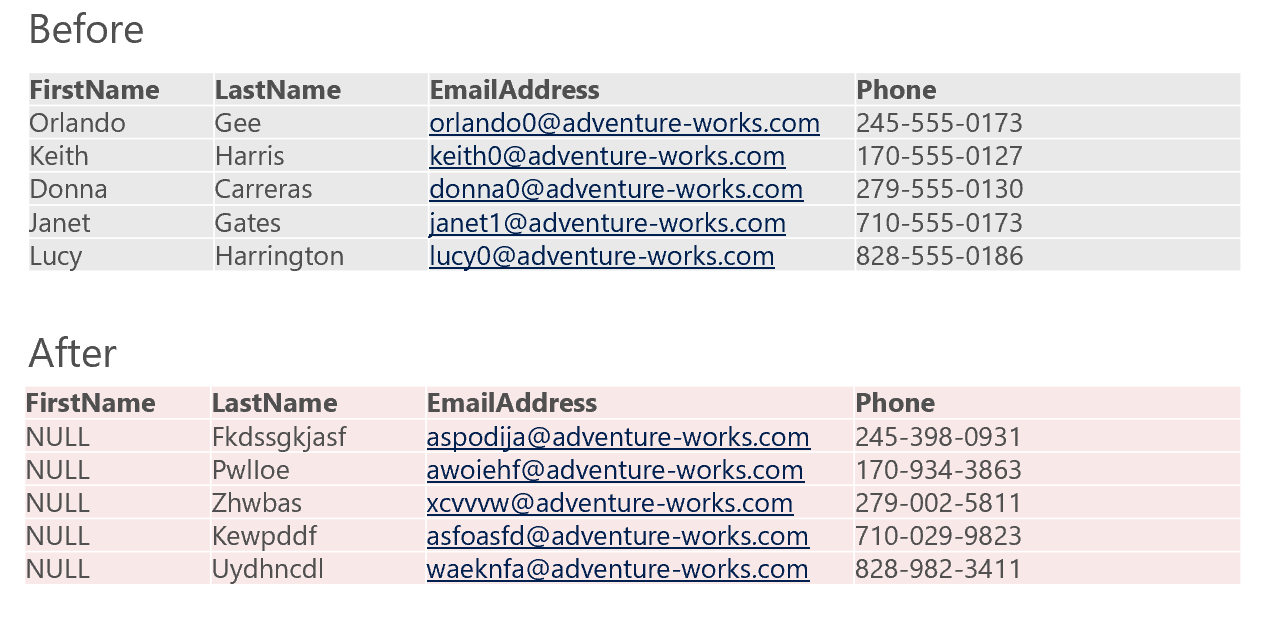 Before
FirstName LastName EmailAddress Phone
Orlando Gee orlando0@adventure-works.com 245-555-0173
Keith Harris keith0@adventure-works.com 170-555-0127
Donna Carreras donna0@adventure-works.com 279-555-0130
Janet Gates janet1@adventure-works.com 710-555-0173
Lucy Harrington lucy0@adventure-works.com 828-555-0186
After
FirstName LastName EmailAddress Phone
NULL Fkdssgkjasf aspodija@adventure-works.com 245-398-0931
NULL PwlIoe awoiehf@adventure-works.com 170-934-3863
NULL Zhwbas xcvvvw@adventure-works.com 279-002-5811
NULL Kewpddf asfoasfd@adventure-works.com 710-029-9823
NULL Uydhncdl waeknfa@adventure-works.com 828-982-3411